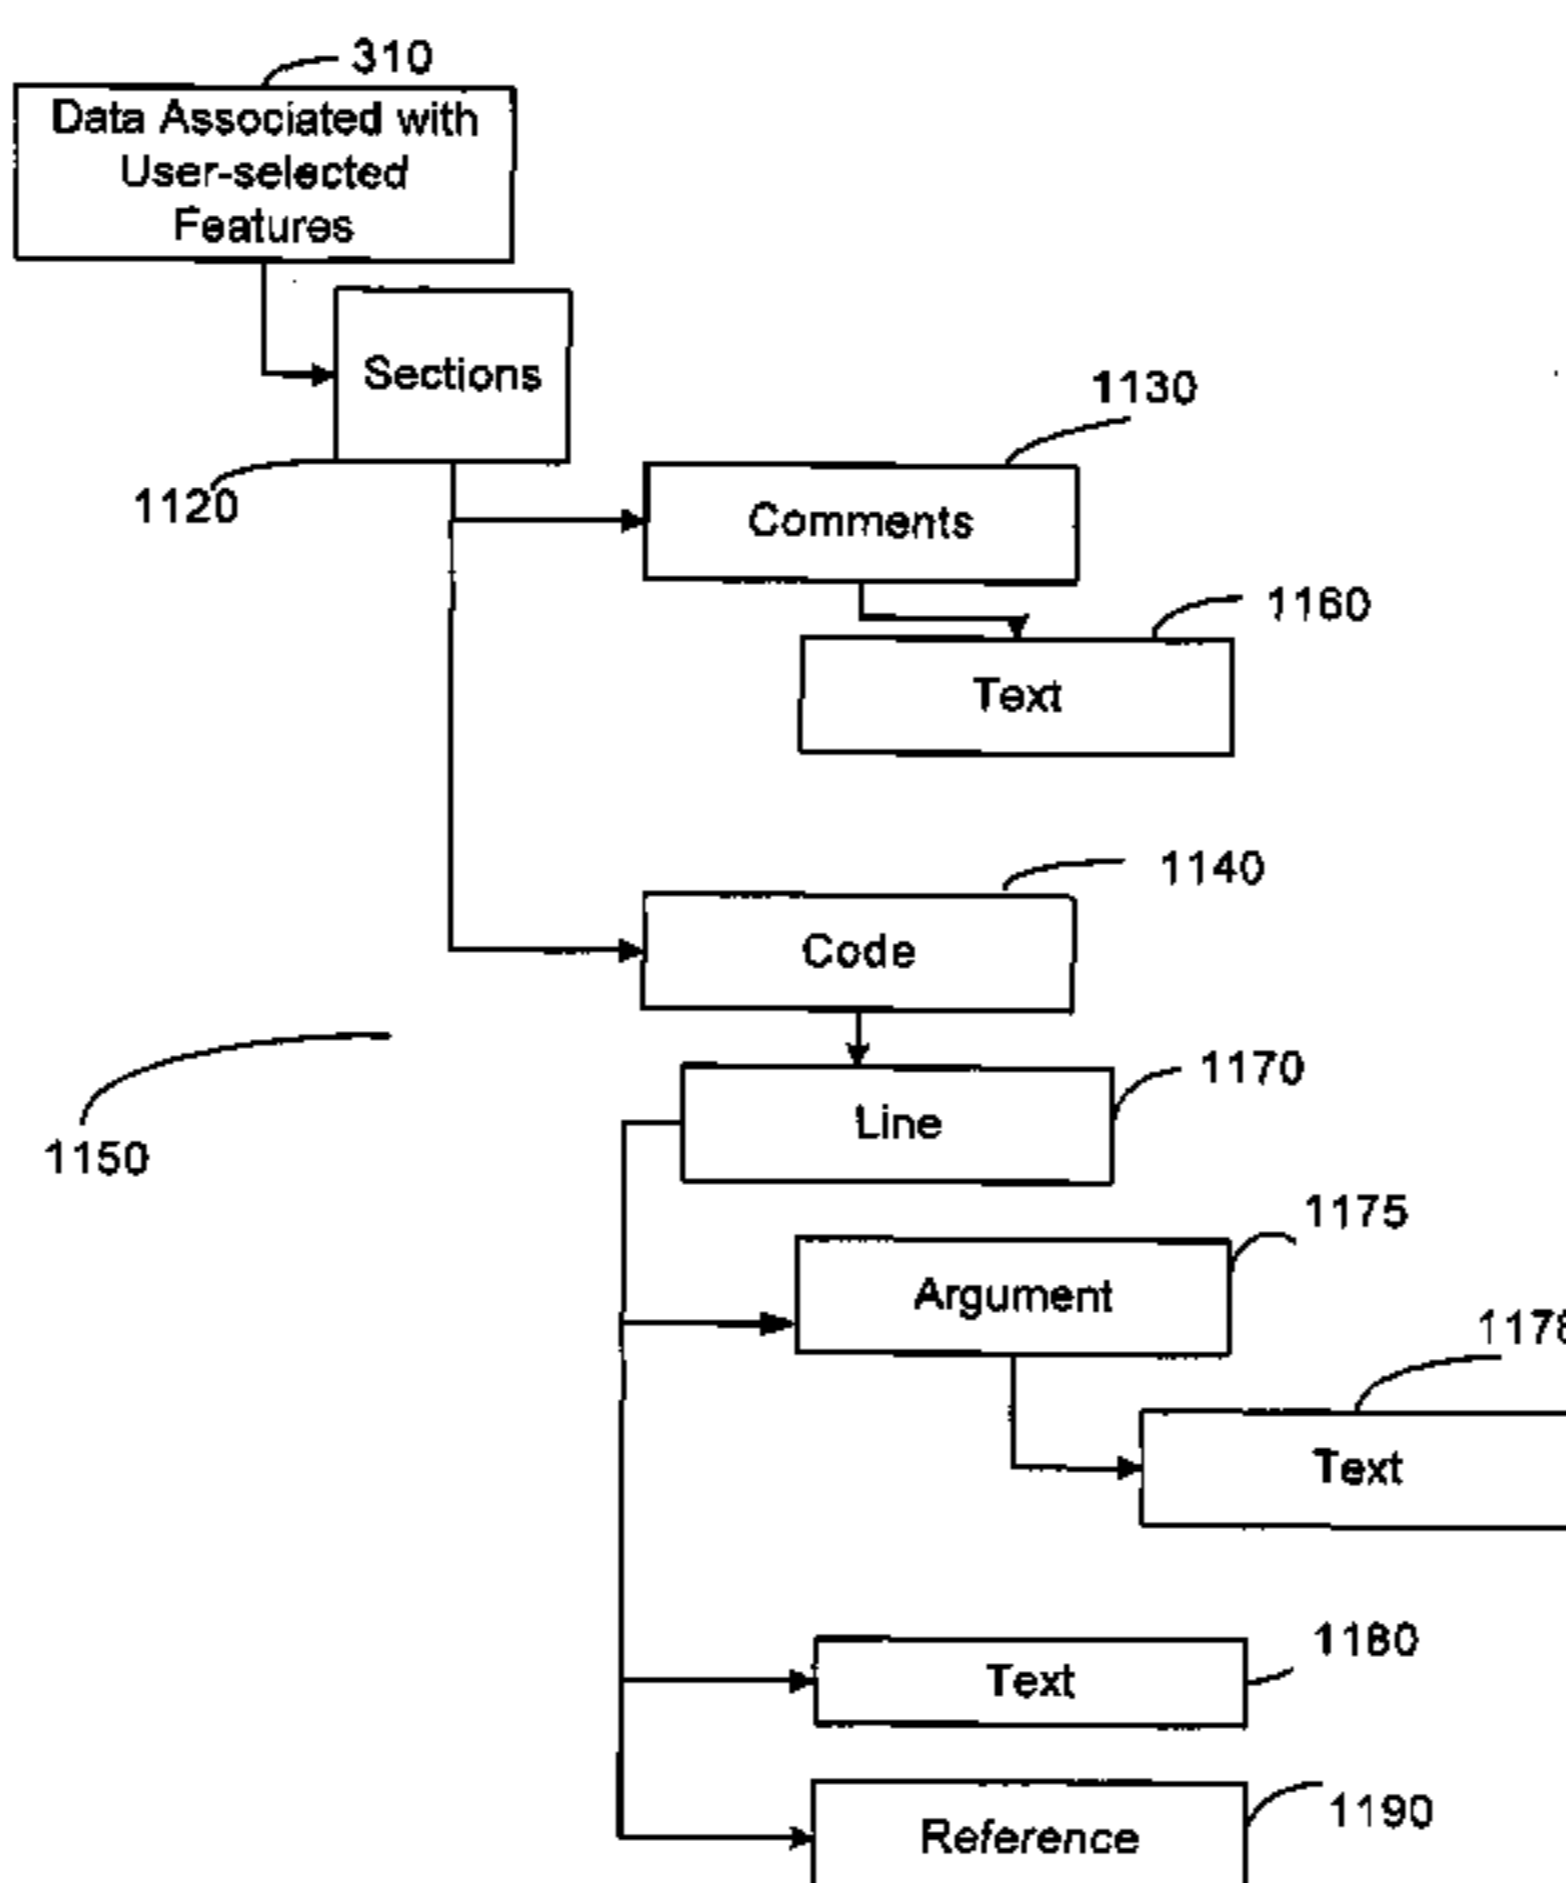 310
Data Associated with
User-selected
Features
Sections
1120
1130
Comments
1160
Text
1140
Code
1150
1170
Line
1175
Argument
1178
Text
1180
Text
1190
Reference